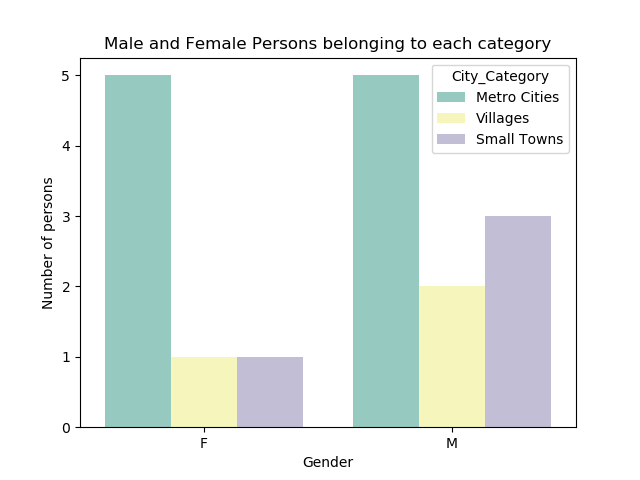 Male and Female Persons belonging to each category
City_Category
Metro Cities
Villages
Small Towns
Number of persons
5
4
3
2
1
0
F M
Gender